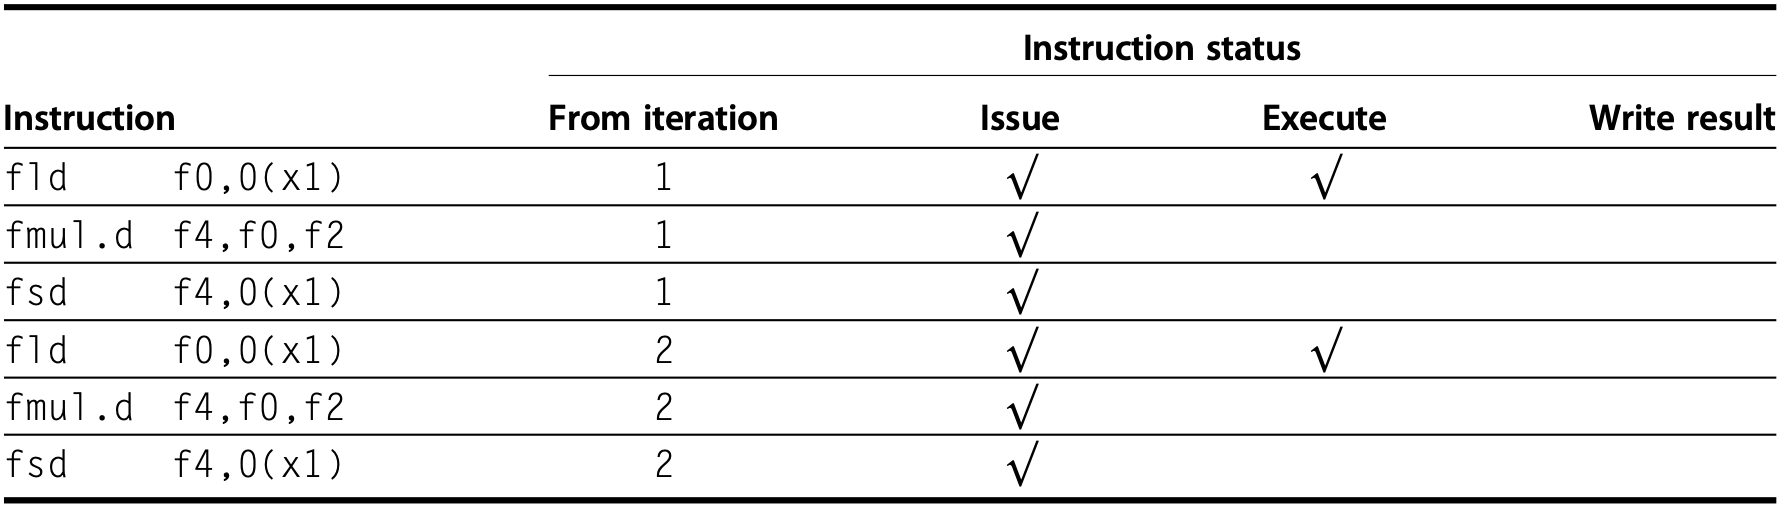 Instruction status
Instruction From iteration Issue Execute Write result
fld f0,0(x1) 1 √ √
fmul.d f4,f0,f2 1 √
fsd f4,0(x1) 1 √
fld f0,0(x1) 2 √ √
fmul.d f4,f0,f2 2 √
fsd f4,0(x1) 2 √